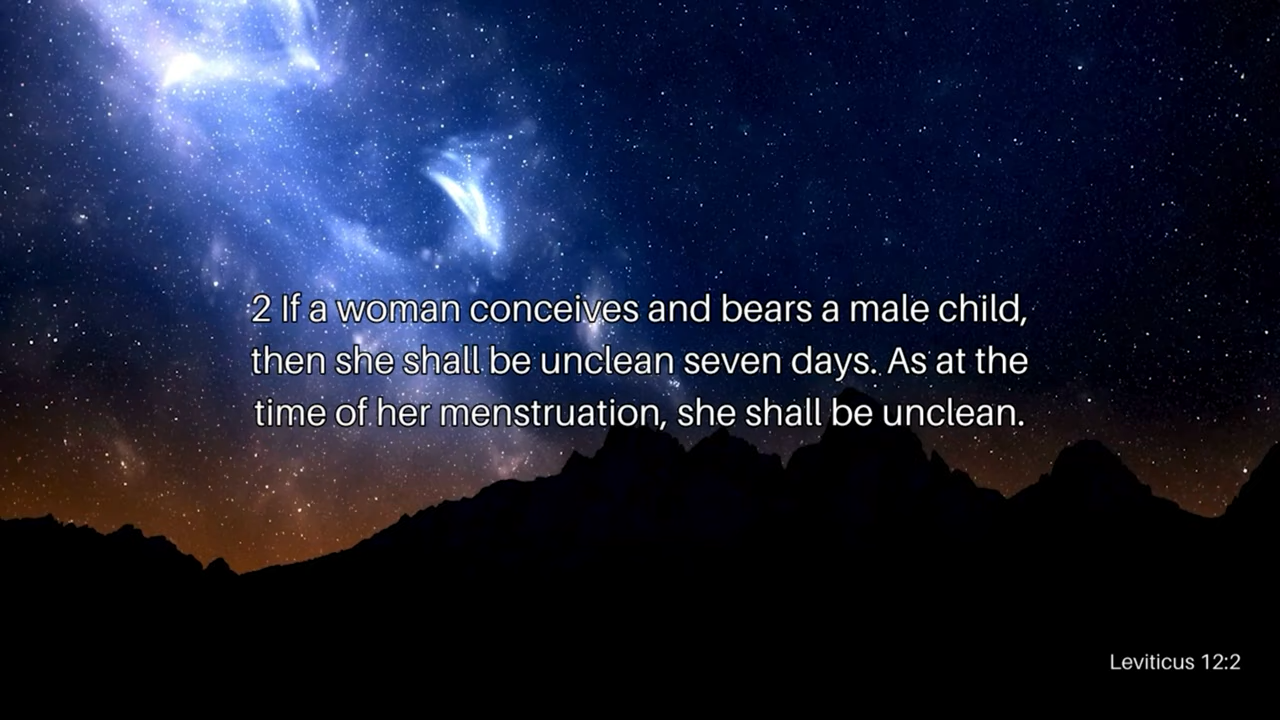 2 If a woman conceives and bears a male child,
then she shall be unclean seven days. As at the
time of her menstruation, she shall be unclean.
Leviticus 12:2